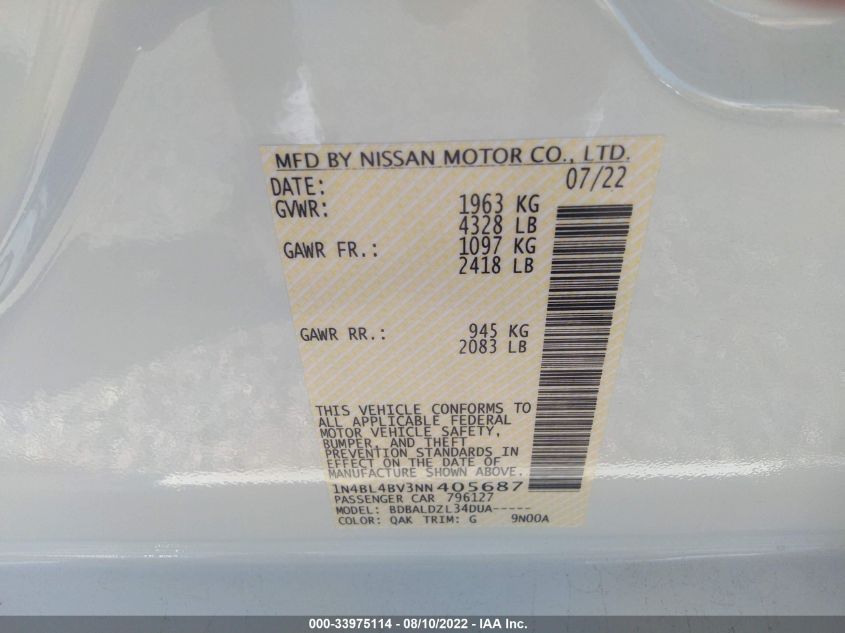 MFD BY NISSAN MOTOR CO., LTD.
DATE: 07/22
GVWR: 1963 KG
4328 LB
GAWR FR.: 1097 KG
2418 LB
GAWR RR.: 945 KG
2083 LB
THIS VEHICLE CONFORMS TO
ALL APPLICABLE FEDERAL
MOTOR VEHICLE SAFETY,
BUMPER, AND THEFT
PREVENTION STANDARDS IN
EFFECT ON THE DATE OF
MANUFACTURE SHOWN ABOVE.
1N4BL4BV3NN405687
PASSENGER CAR 796127
MODEL: BDBALDZL34DUA-----
COLOR: QAK TRIM: G 9N00A
000-33975114 - 08/10/2022 - IAA Inc.